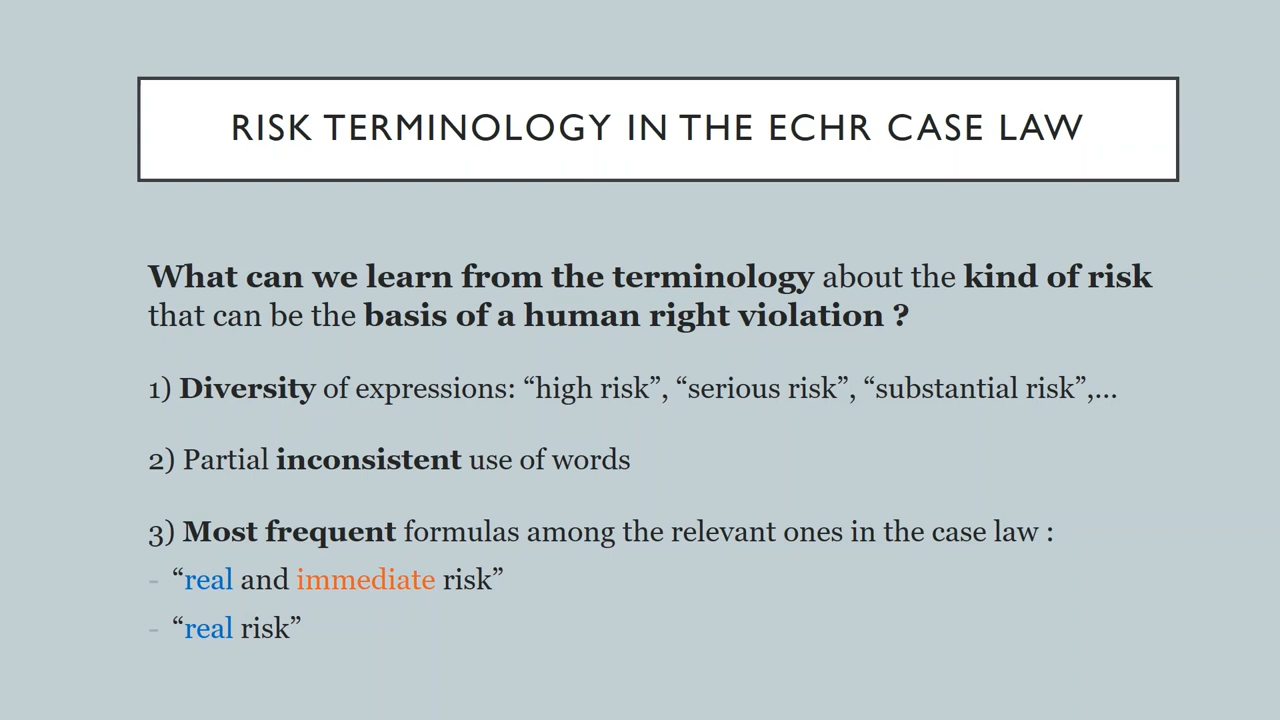 RISK TERMINOLOGY IN THE ECHR CASE LAW
What can we learn from the terminology about the kind of risk
that can be the basis of a human right violation ?
1) Diversity of expressions: “high risk”, “serious risk”, “substantial risk”,…
2) Partial inconsistent use of words
3) Most frequent formulas among the relevant ones in the case law :
- “real and immediate risk”
- “real risk”